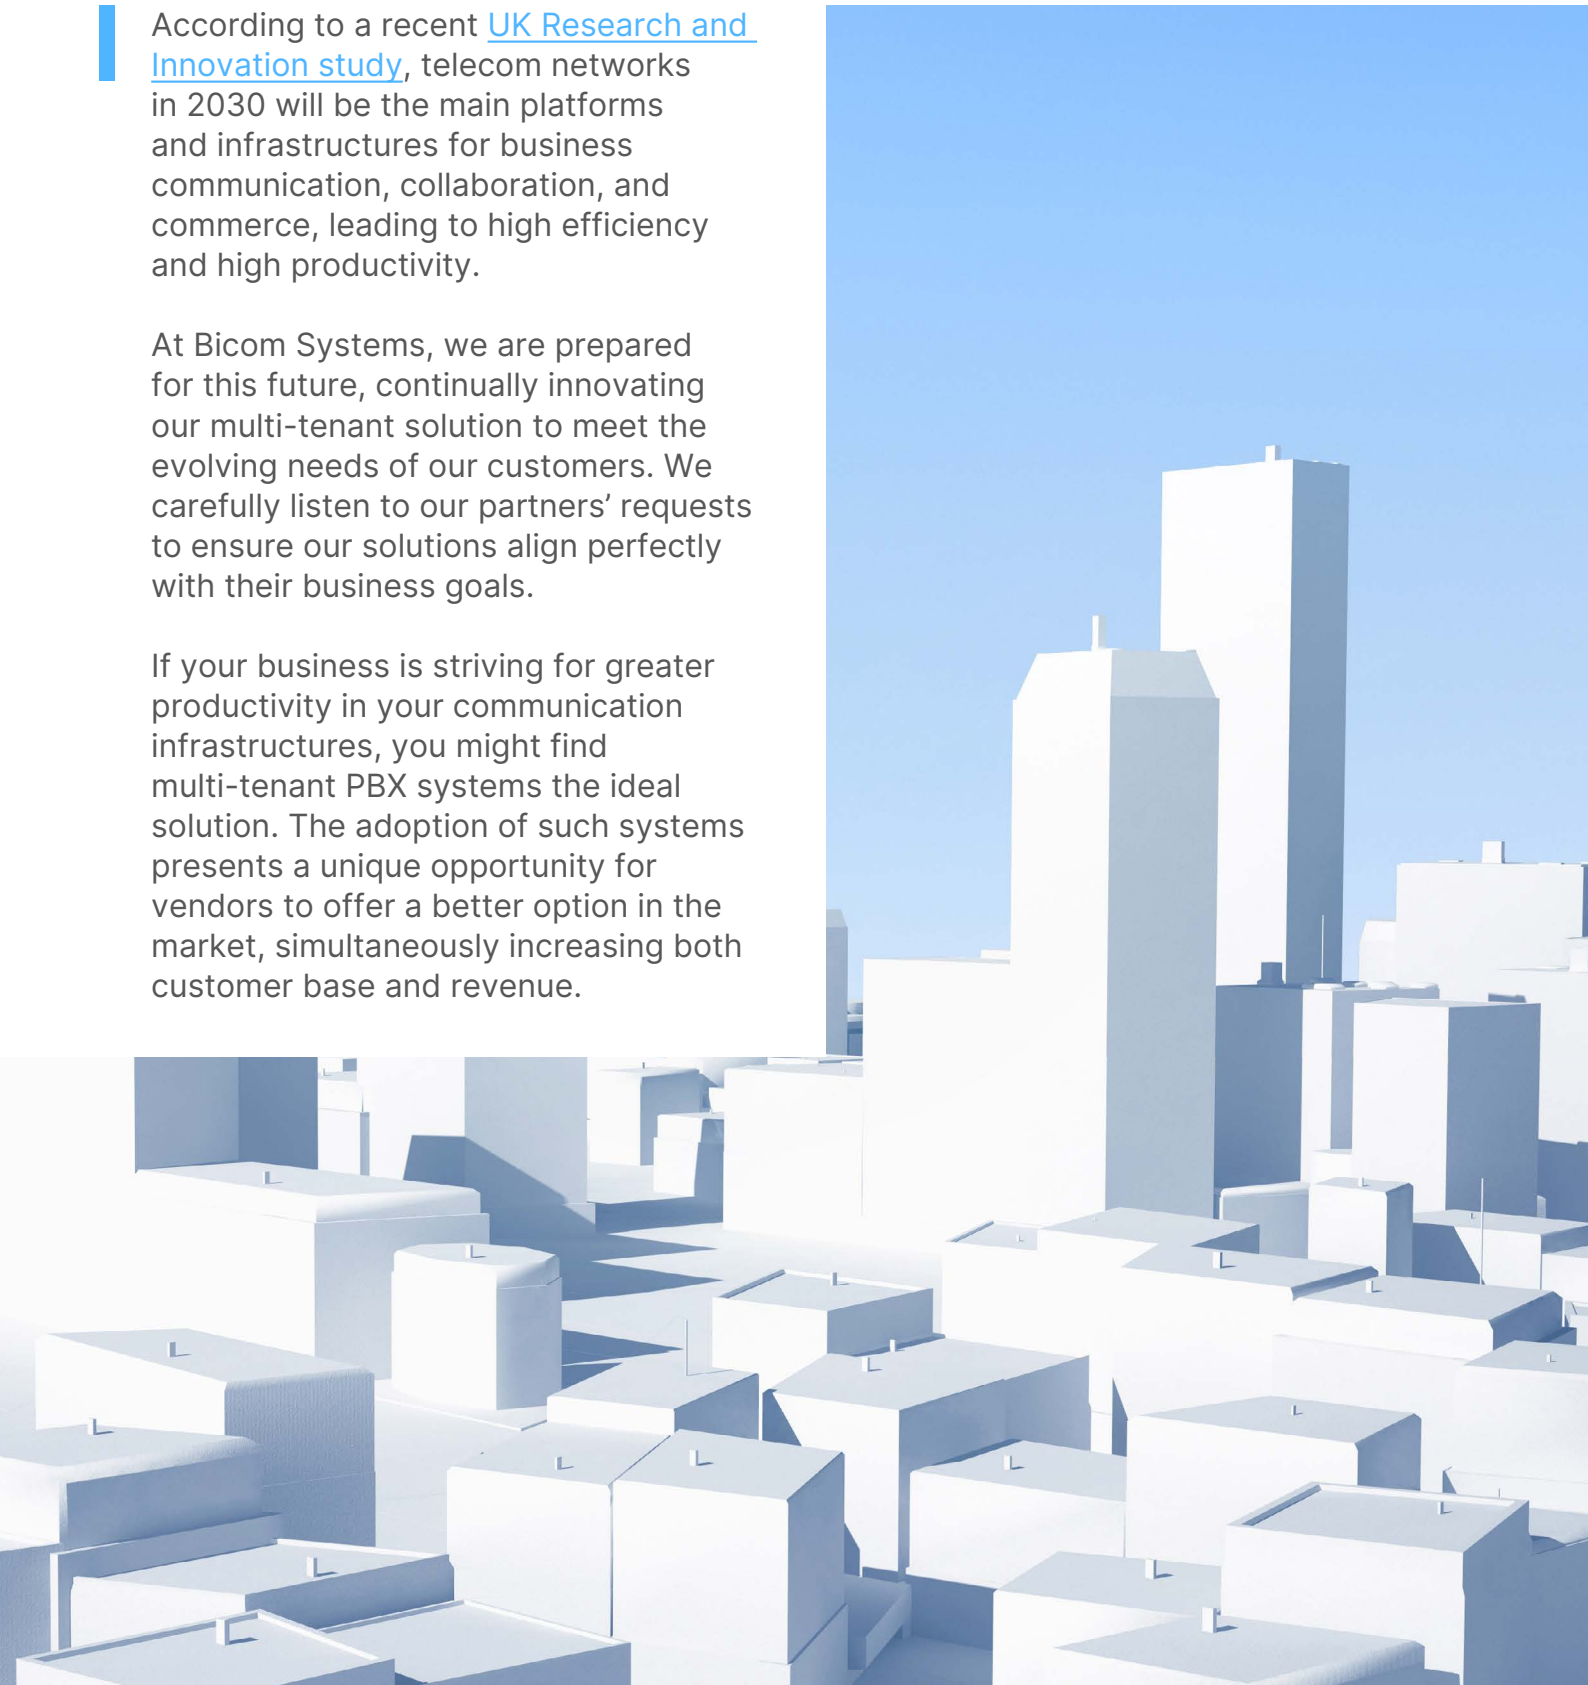 According to a recent UK Research and
Innovation study, telecom networks
in 2030 will be the main platforms
and infrastructures for business
communication, collaboration, and
commerce, leading to high efficiency
and high productivity.
At Bicom Systems, we are prepared
for this future, continually innovating
our multi-tenant solution to meet the
evolving needs of our customers. We
carefully listen to our partners’ requests
to ensure our solutions align perfectly
with their business goals.
If your business is striving for greater
productivity in your communication
infrastructures, you might find
multi-tenant PBX systems the ideal
solution. The adoption of such systems
presents a unique opportunity for
vendors to offer a better option in the
market, simultaneously increasing both
customer base and revenue.